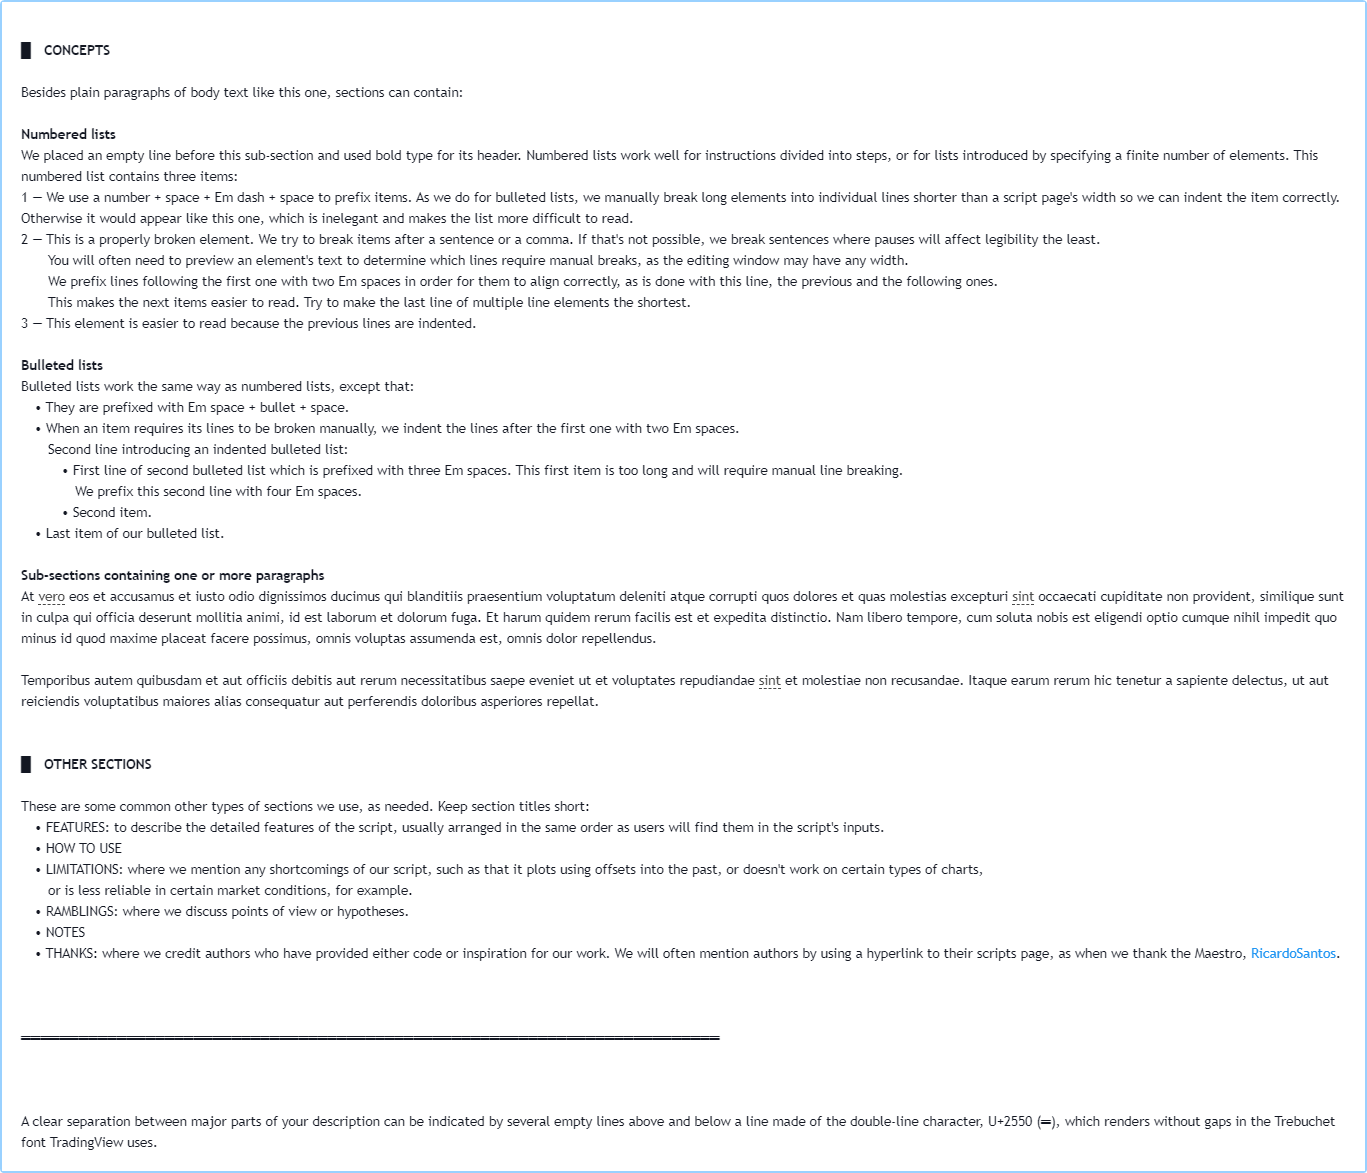 █ CONCEPTS
Besides plain paragraphs of body text like this one, sections can contain:
Numbered lists
We placed an empty line before this sub-section and used bold type for its header. Numbered lists work well for instructions divided into steps, or for lists introduced by specifying a finite number of elements. This
numbered list contains three items:
1 — We use a number + space + Em dash + space to prefix items. As we do for bulleted lists, we manually break long elements into individual lines shorter than a script page's width so we can indent the item correctly.
Otherwise it would appear like this one, which is inelegant and makes the list more difficult to read.
2 — This is a properly broken element. We try to break items after a sentence or a comma. If that's not possible, we break sentences where pauses will affect legibility the least.
You will often need to preview an element's text to determine which lines require manual breaks, as the editing window may have any width.
We prefix lines following the first one with two Em spaces in order for them to align correctly, as is done with this line, the previous and the following ones.
This makes the next items easier to read. Try to make the last line of multiple line elements the shortest.
3 — This element is easier to read because the previous lines are indented.
Bulleted lists
Bulleted lists work the same way as numbered lists, except that:
• They are prefixed with Em space + bullet + space.
• When an item requires its lines to be broken manually, we indent the lines after the first one with two Em spaces.
Second line introducing an indented bulleted list:
• First line of second bulleted list which is prefixed with three Em spaces. This first item is too long and will require manual line breaking.
We prefix this second line with four Em spaces.
• Second item.
• Last item of our bulleted list.
Sub-sections containing one or more paragraphs
At vero eos et accusamus et iusto odio dignissimos ducimus qui blanditiis praesentium voluptatum deleniti atque corrupti quos dolores et quas molestias excepturi sint occaecati cupiditate non provident, similique sunt
in culpa qui officia deserunt mollitia animi, id est laborum et dolorum fuga. Et harum quidem rerum facilis est et expedita distinctio. Nam libero tempore, cum soluta nobis est eligendi optio cumque nihil impedit quo
minus id quod maxime placeat facere possimus, omnis voluptas assumenda est, omnis dolor repellendus.
Temporibus autem quibusdam et aut officiis debitis aut rerum necessitatibus saepe eveniet ut et voluptates repudiandae sint et molestiae non recusandae. Itaque earum rerum hic tenetur a sapiente delectus, ut aut
reiciendis voluptatibus maiores alias consequatur aut perferendis doloribus asperiores repellat.
█ OTHER SECTIONS
These are some common other types of sections we use, as needed. Keep section titles short:
• FEATURES: to describe the detailed features of the script, usually arranged in the same order as users will find them in the script's inputs.
• HOW TO USE
• LIMITATIONS: where we mention any shortcomings of our script, such as that it plots using offsets into the past, or doesn't work on certain types of charts,
or is less reliable in certain market conditions, for example.
• RAMBLINGS: where we discuss points of view or hypotheses.
• NOTES
• THANKS: where we credit authors who have provided either code or inspiration for our work. We will often mention authors by using a hyperlink to their scripts page, as when we thank the Maestro, RicardoSantos.
A clear separation between major parts of your description can be indicated by several empty lines above and below a line made of the double-line character, U+2550 (═), which renders without gaps in the Trebuchet
font TradingView uses.